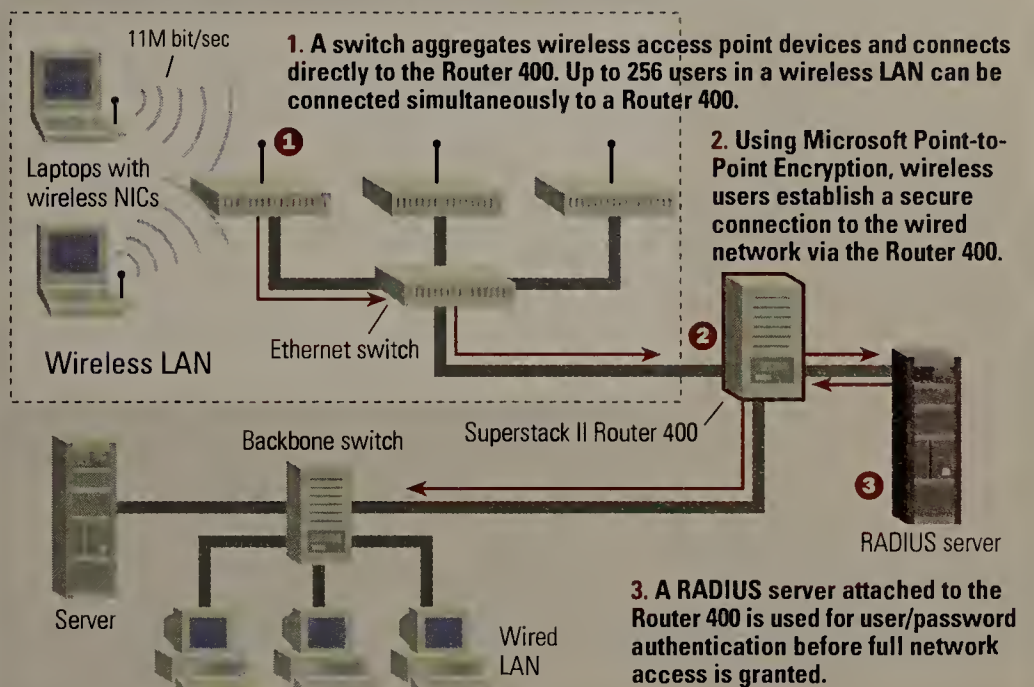 11M bit/sec
1. A switch aggregates wireless access point devices and connects
directly to the Router 400. Up to 256 users in a wireless LAN can be
connected simultaneously to a Router 400.
1
2. Using Microsoft Point-to-
Point Encryption, wireless
users establish a secure
connection to the wired
network via the Router 400.
Laptops with
wireless NICs
Ethernet switch
Wireless LAN
2
Superstack II Router 400
Backbone switch
3
RADIUS server
Server
Wired
LAN
3. A RADIUS server attached to the
Router 400 is used for user/password
authentication before full network
access is granted.